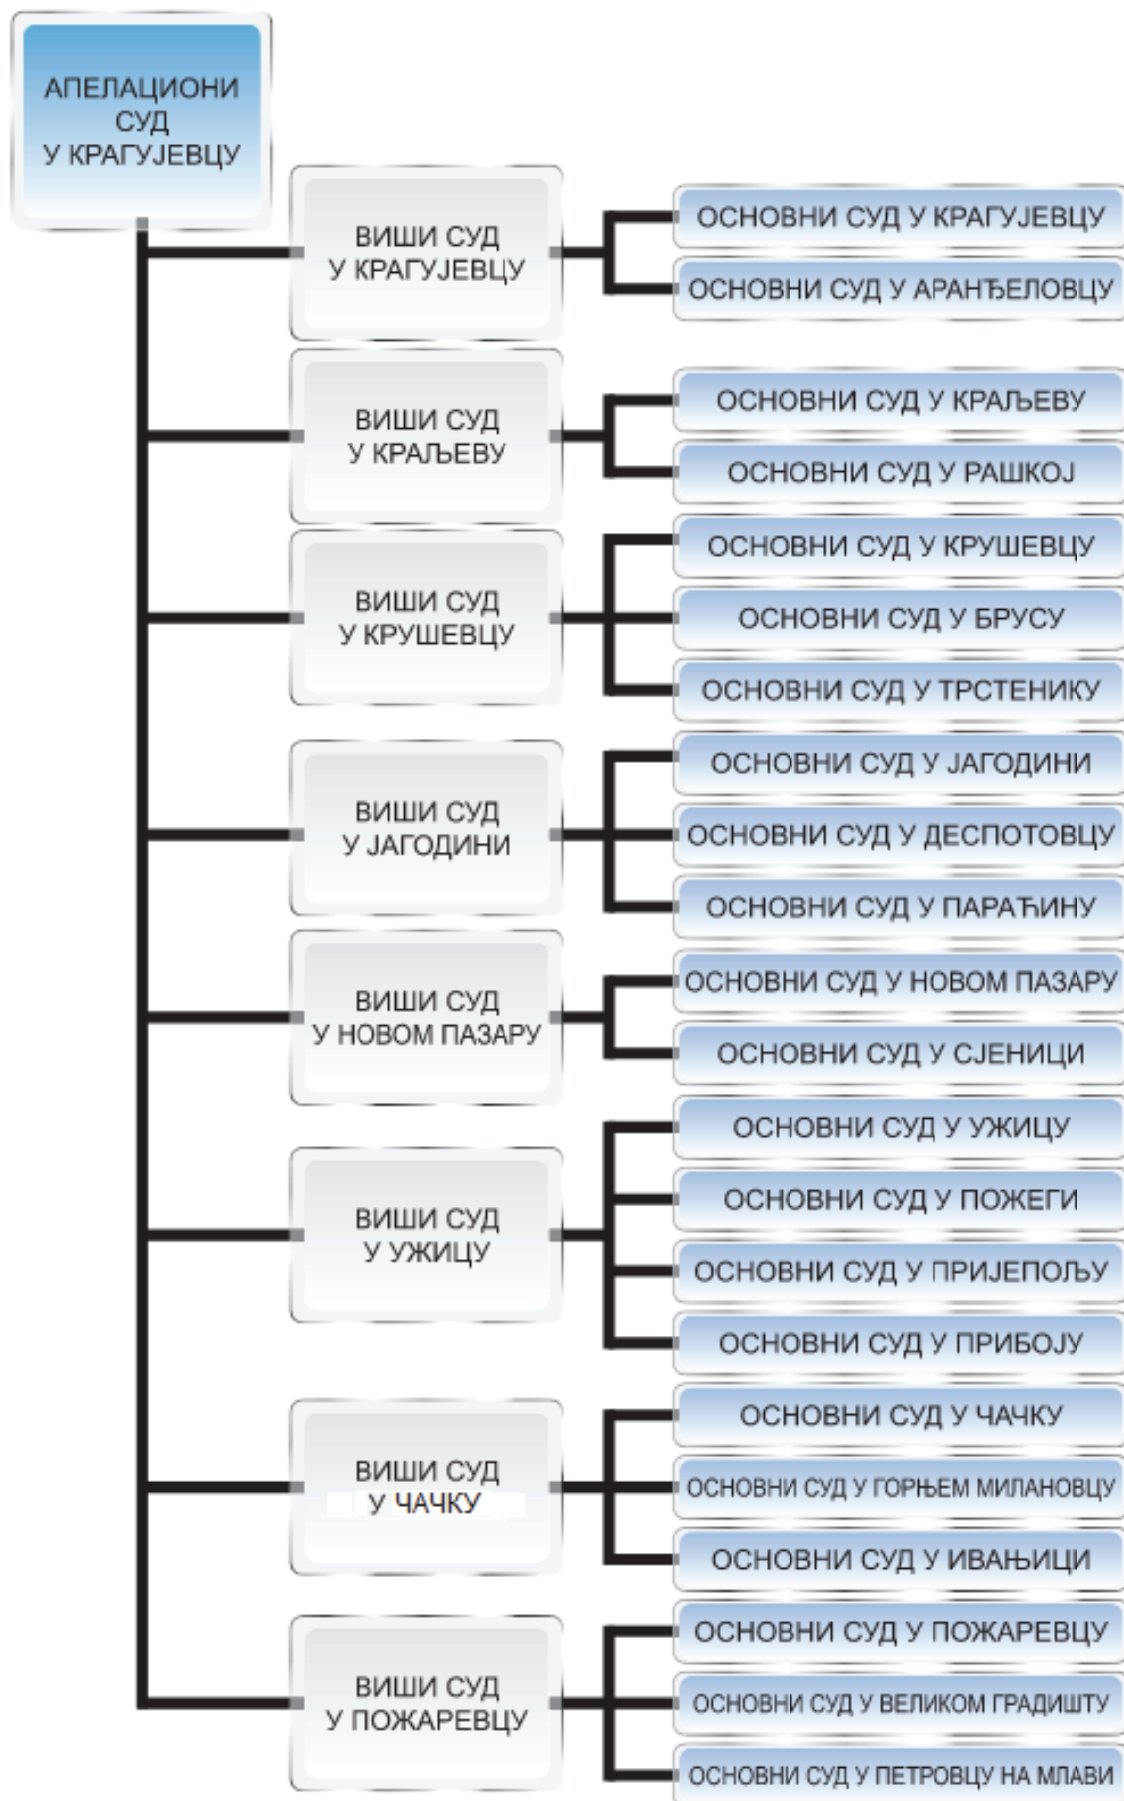 АПЕЛАЦИОНИ
СУД
У КРАГУЈЕВЦУ
ВИШИ СУД
У КРАГУЈЕВЦУ
ОСНОВНИ СУД У КРАГУЈЕВЦУ
ОСНОВНИ СУД У АРАНЂЕЛОВЦУ
ВИШИ СУД
У КРАЉЕВУ
ОСНОВНИ СУД У КРАЉЕВУ
ОСНОВНИ СУД У РАШКОЈ
ВИШИ СУД
У КРУШЕВЦУ
ОСНОВНИ СУД У КРУШЕВЦУ
ОСНОВНИ СУД У БРУСУ
ОСНОВНИ СУД У ТРСТЕНИКУ
ВИШИ СУД
У ЈАГОДИНИ
ОСНОВНИ СУД У ЈАГОДИНИ
ОСНОВНИ СУД У ДЕСПОТОВЦУ
ОСНОВНИ СУД У ПАРАЋИНУ
ВИШИ СУД
У НОВОМ ПАЗАРУ
ОСНОВНИ СУД У НОВОМ ПАЗАРУ
ОСНОВНИ СУД У СЈЕНИЦИ
ВИШИ СУД
У УЖИЦУ
ОСНОВНИ СУД У УЖИЦУ
ОСНОВНИ СУД У ПОЖЕГИ
ОСНОВНИ СУД У ПРИЈЕПОЉУ
ОСНОВНИ СУД У ПРИБОЈУ
ВИШИ СУД
У ЧАЧКУ
ОСНОВНИ СУД У ЧАЧКУ
ОСНОВНИ СУД У ГОРЊЕМ МИЛАНОВЦУ
ОСНОВНИ СУД У ИВАЊИЦИ
ВИШИ СУД
У ПОЖАРЕВЦУ
ОСНОВНИ СУД У ПОЖАРЕВЦУ
ОСНОВНИ СУД У ВЕЛИКОМ ГРАДИШТУ
ОСНОВНИ СУД У ПЕТРОВЦУ НА МЛАВИ